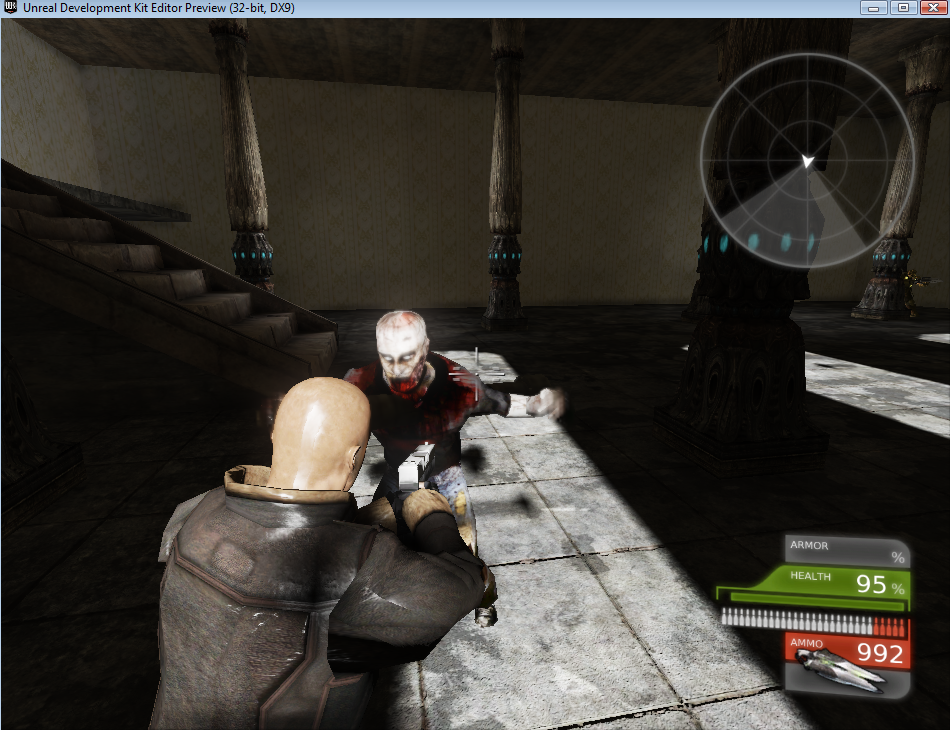 Unreal Development Kit Editor Preview (32-bit, DX9)
ARMOR
%
HEALTH 95 %
AMMO 992